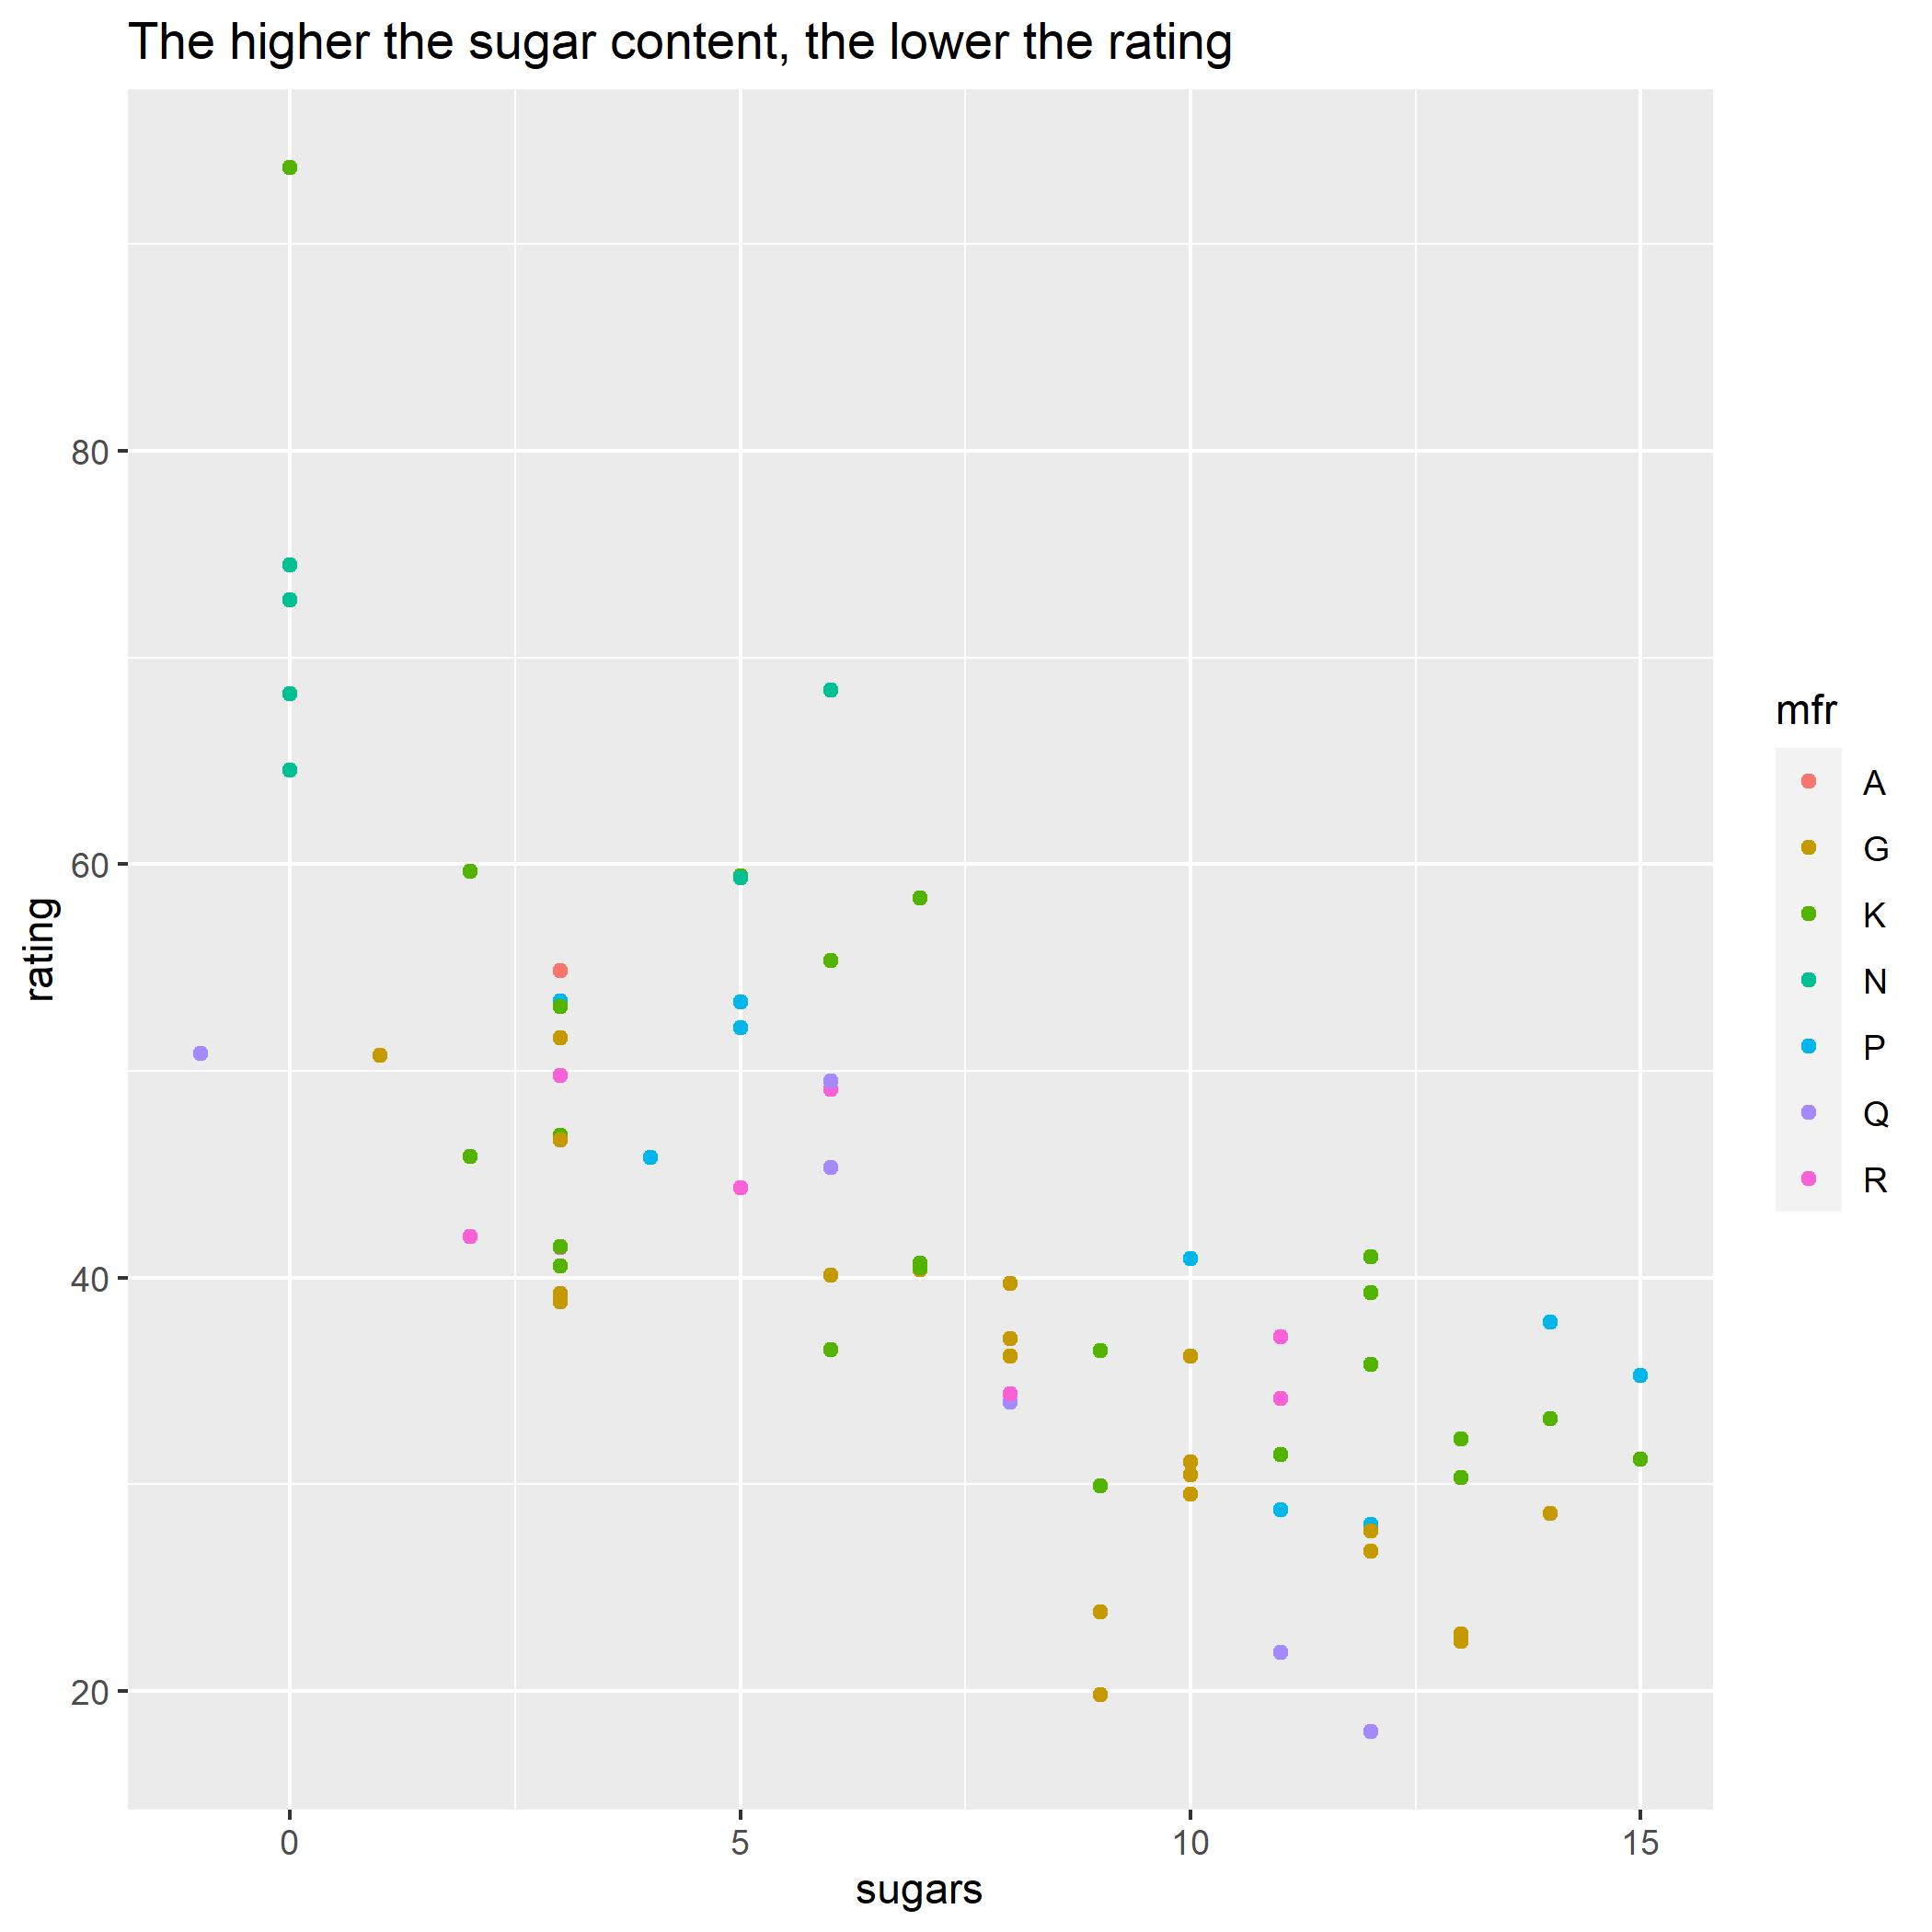 The higher the sugar content, the lower the rating
80
60
40
20
rating
0 5 10 15
sugars
mfr
A
G
K
N
P
Q
R